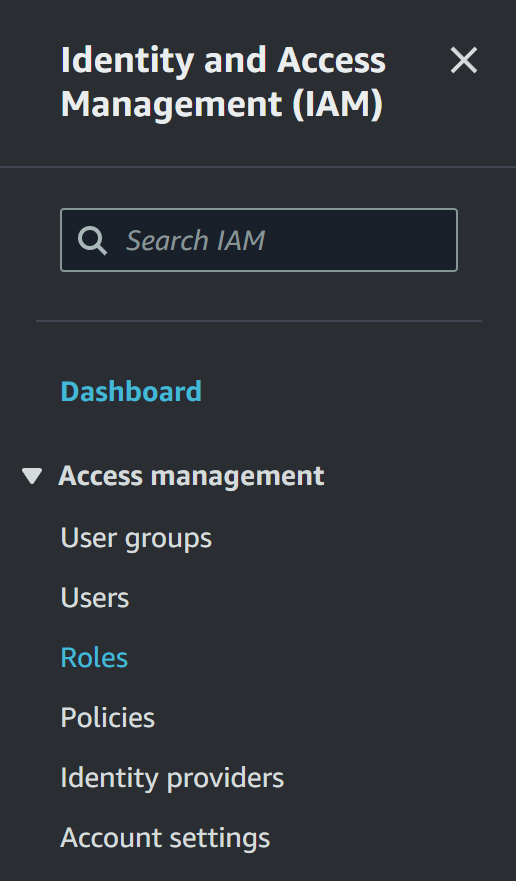 Identity and Access
Management (IAM)
Search IAM
Dashboard
Access management
User groups
Users
Roles
Policies
Identity providers
Account settings